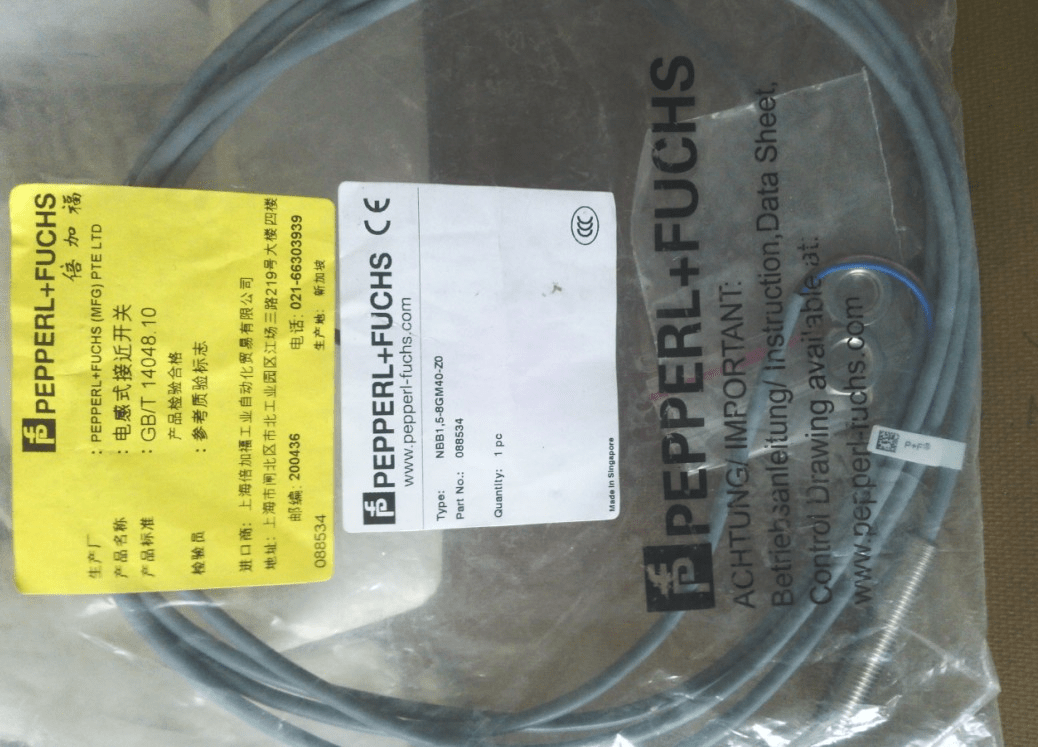 PEPPERL+FUCHS
倍加福
生产厂 : PEPPERL+FUCHS (MFG) PTE LTD
产品名称 : 电感式接近开关
产品标准 : GB/T 14048.10
产品检验合格
检验员 : 参考质验标志
进口商: 上海倍加福工业自动化贸易有限公司
地址: 上海市闸北区市北工业园区江场三路219号大楼四楼
邮编: 200436 电话: 021-66303939
088534 生产地: 新加坡
PEPPERL+FUCHS CE
www.pepperl-fuchs.com
Type: NBB1,5-8GM40-Z0
Part No.: 088534
Quantity: 1 pc
CCC
Made in Singapore
PEPPERL+FUCHS
ACHTUNG/ IMPORTANT:
Betriebsanleitung/ Instruction,Data Sheet,
Control Drawing available at:
www.pepperl-fuchs.com